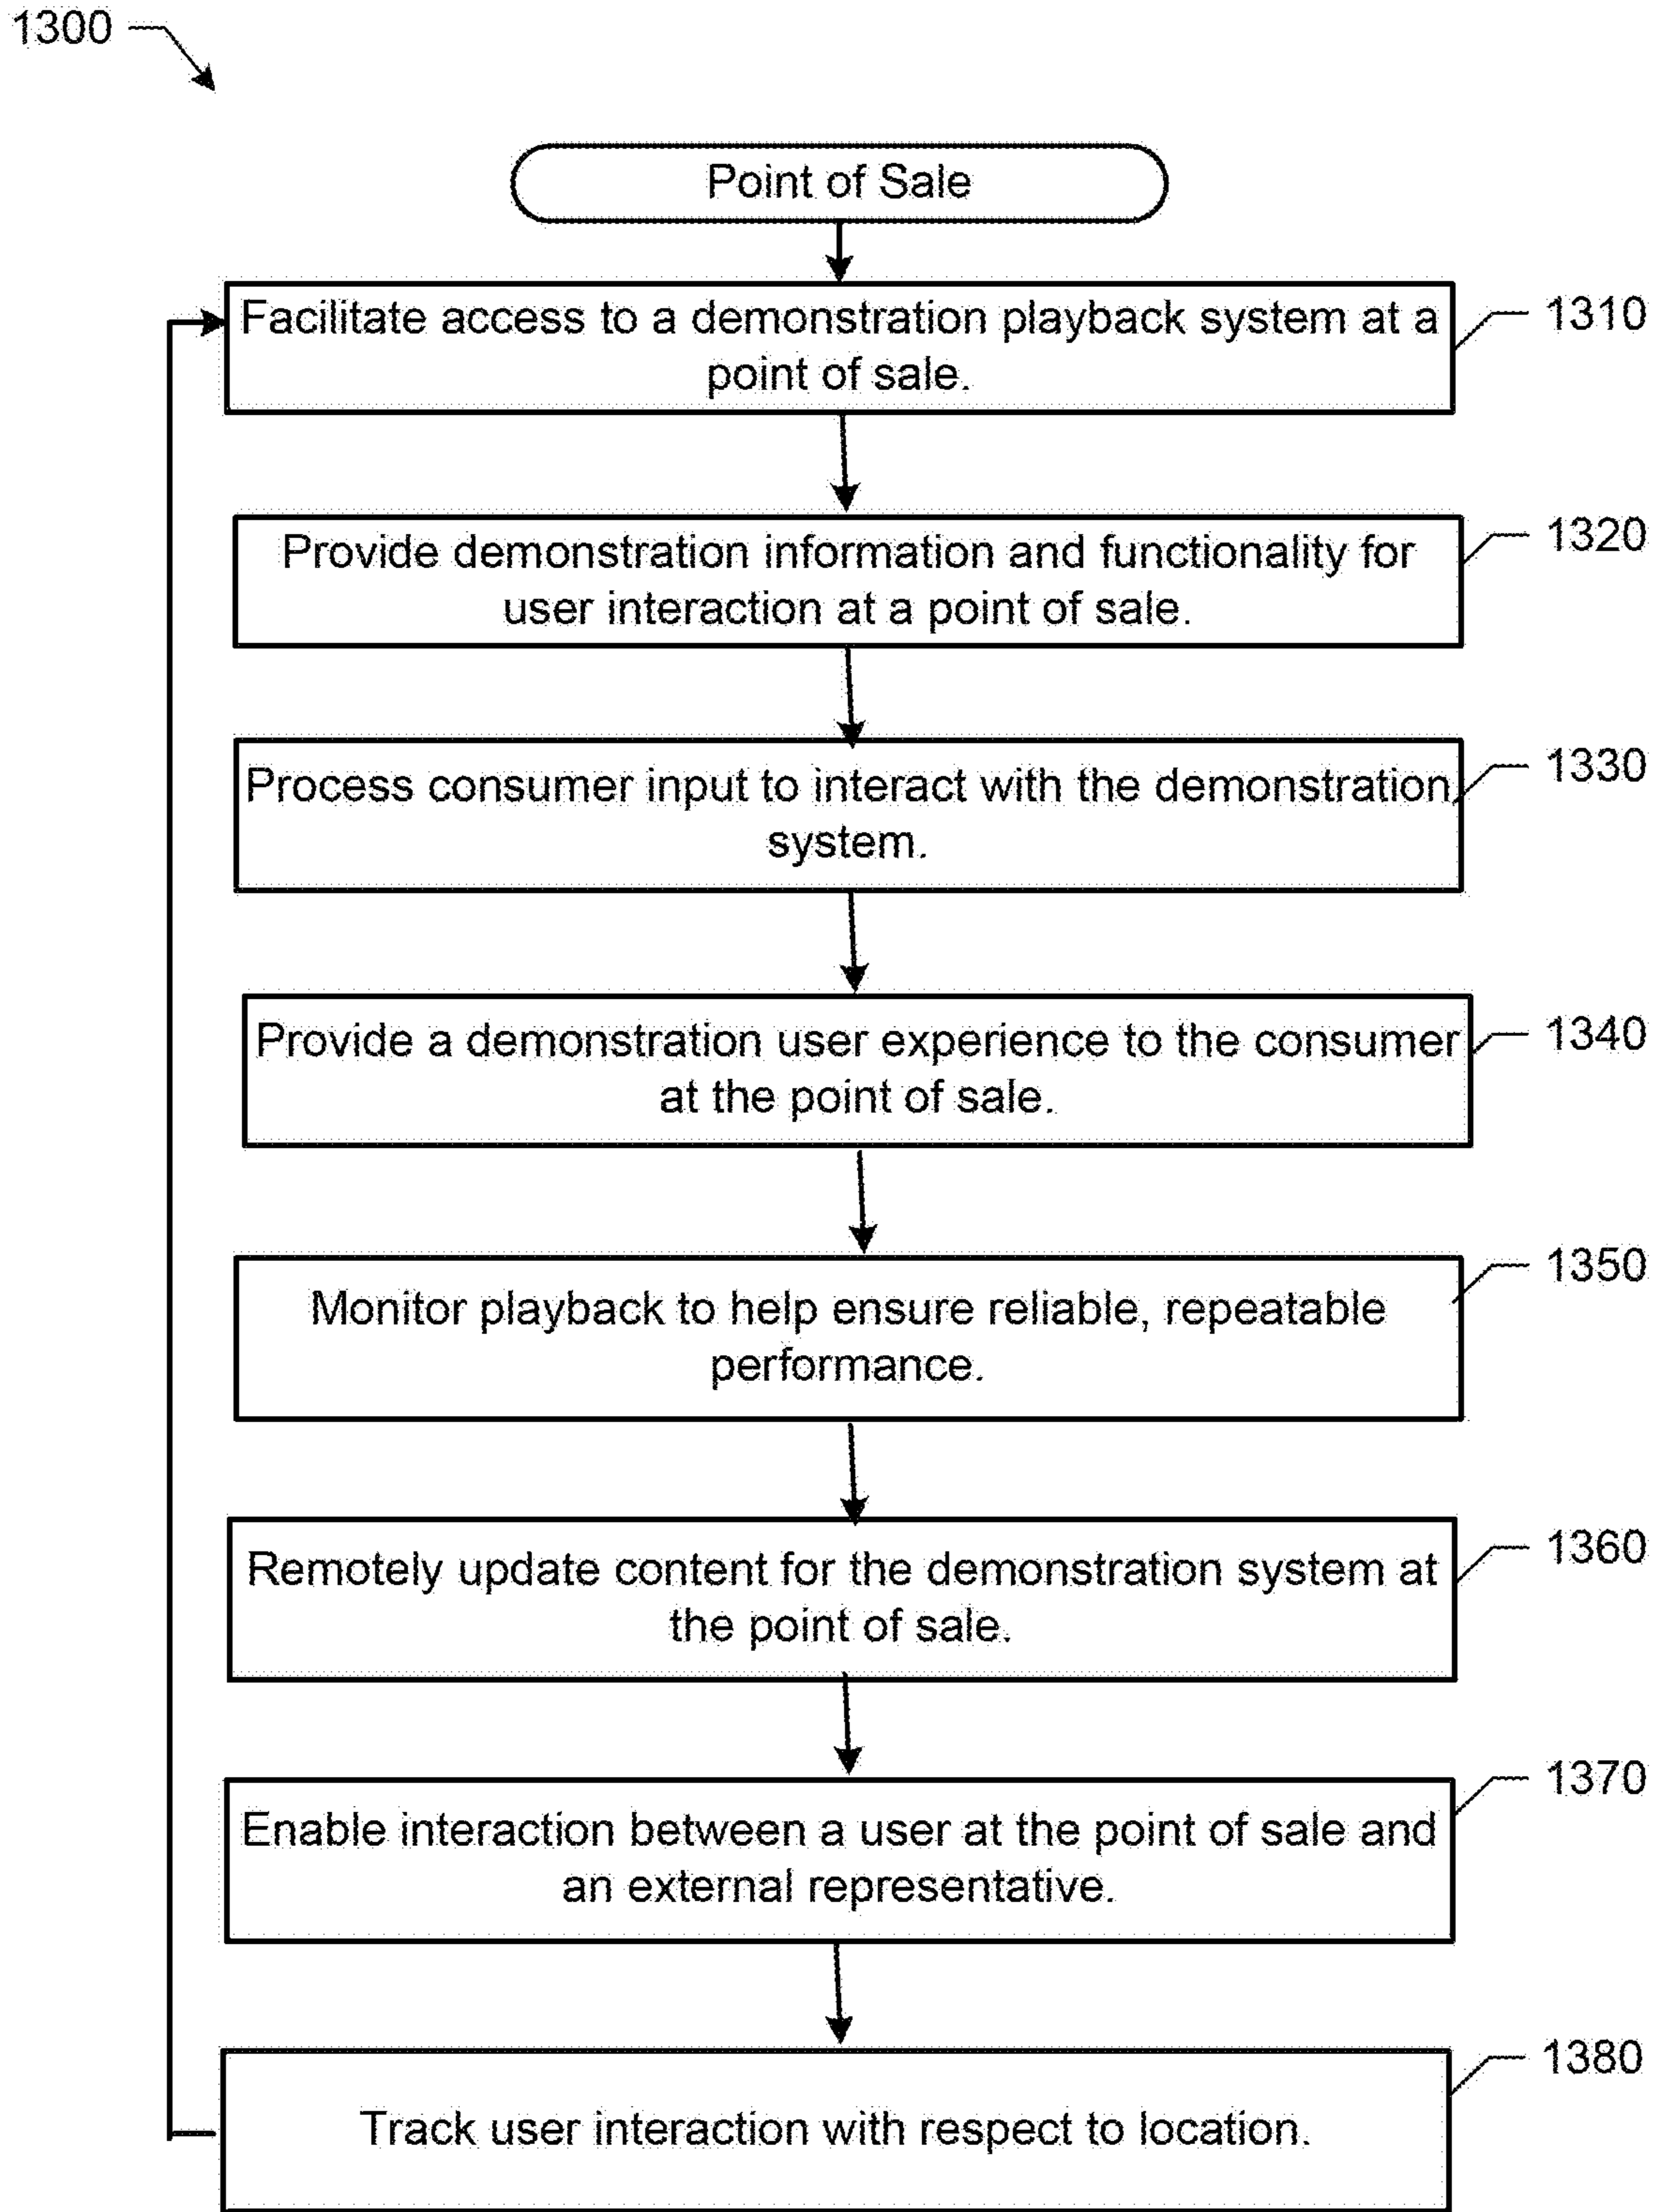 1300
Point of Sale
Facilitate access to a demonstration playback system at a
point of sale.
1310
Provide demonstration information and functionality for
user interaction at a point of sale.
1320
Process consumer input to interact with the demonstration
system.
1330
Provide a demonstration user experience to the consumer
at the point of sale.
1340
Monitor playback to help ensure reliable, repeatable
performance.
1350
Remotely update content for the demonstration system at
the point of sale.
1360
Enable interaction between a user at the point of sale and
an external representative.
1370
Track user interaction with respect to location.
1380